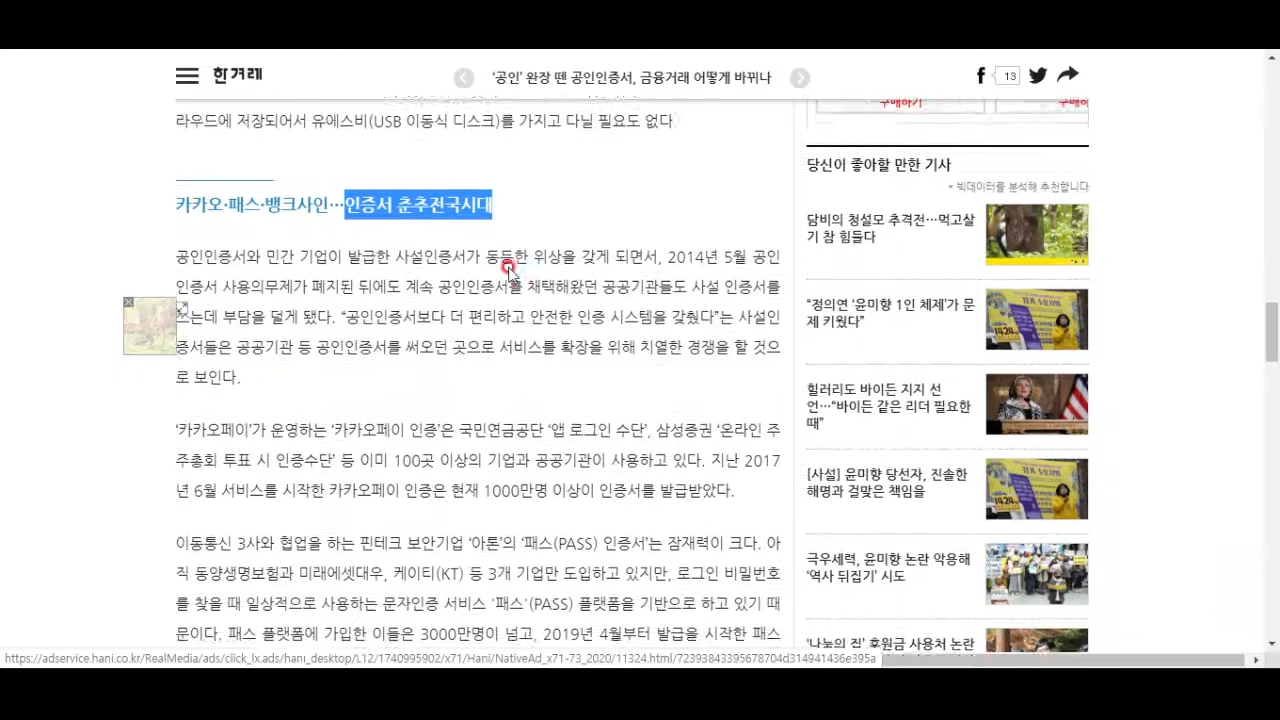 한겨레
'공인' 완장 뗀 공인인증서, 금융거래 어떻게 바뀌나
13
라우드에 저장되어서 유에스비(USB 이동식 디스크)를 가지고 다닐 필요도 없다
카카오·패스·뱅크사인…인증서 춘추전국시대
공인인증서와 민간 기업이 발급한 사설인증서가 동등한 위상을 갖게 되면서, 2014년 5월 공인
인증서 사용의무제가 폐지된 뒤에도 계속 공인인증서를 채택해왔던 공공기관들도 사설 인증서를
쓰는데 부담을 덜게 됐다. “공인인증서보다 더 편리하고 안전한 인증 시스템을 갖췄다”는 사설인
증서들은 공공기관 등 공인인증서를 써오던 곳으로 서비스를 확장을 위해 치열한 경쟁을 할 것으
로 보인다.
‘카카오페이’가 운영하는 ‘카카오페이 인증’은 국민연금공단 ‘앱 로그인 수단’, 삼성증권 ‘온라인 주
주총회 투표 시 인증수단’ 등 이미 100곳 이상의 기업과 공공기관이 사용하고 있다. 지난 2017
년 6월 서비스를 시작한 카카오페이 인증은 현재 1000만명 이상이 인증서를 발급받았다.
이동통신 3사와 협업을 하는 핀테크 보안기업 ‘아톤’의 ‘패스(PASS) 인증서’는 잠재력이 크다. 아
직 동양생명보험과 미래에셋대우, 케이티(KT) 등 3개 기업만 도입하고 있지만, 로그인 비밀번호
를 찾을 때 일상적으로 사용하는 문자인증 서비스 '패스'(PASS) 플랫폼을 기반으로 하고 있기 때
문이다. 패스 플랫폼에 가입한 이들은 3000만명이 넘고, 2019년 4월부터 발급을 시작한 패스
구매하기
구매하
당신이 좋아할 만한 기사
* 빅데이터를 분석해 추천합니다
담비의 청설모 추격전…먹고살
기 참 힘들다
“정의연 ‘윤미향 1인 체제’가 문
제 키웠다”
힐러리도 바이든 지지 선
언…“바이든 같은 리더 필요한
때”
[사설] 윤미향 당선자, 진솔한
해명과 걸맞은 책임을
극우세력, 윤미향 논란 악용해
‘역사 뒤집기’ 시도
‘나눔의 집’ 후원금 사용처 논란
https://adservice.hani.co.kr/RealMedia/ads/click_lx.ads/hani_desktop/L12/1740995902/x71/Hani/NativeAd_x71-73_2020/11324.html/72393843395678704d314941436e395a